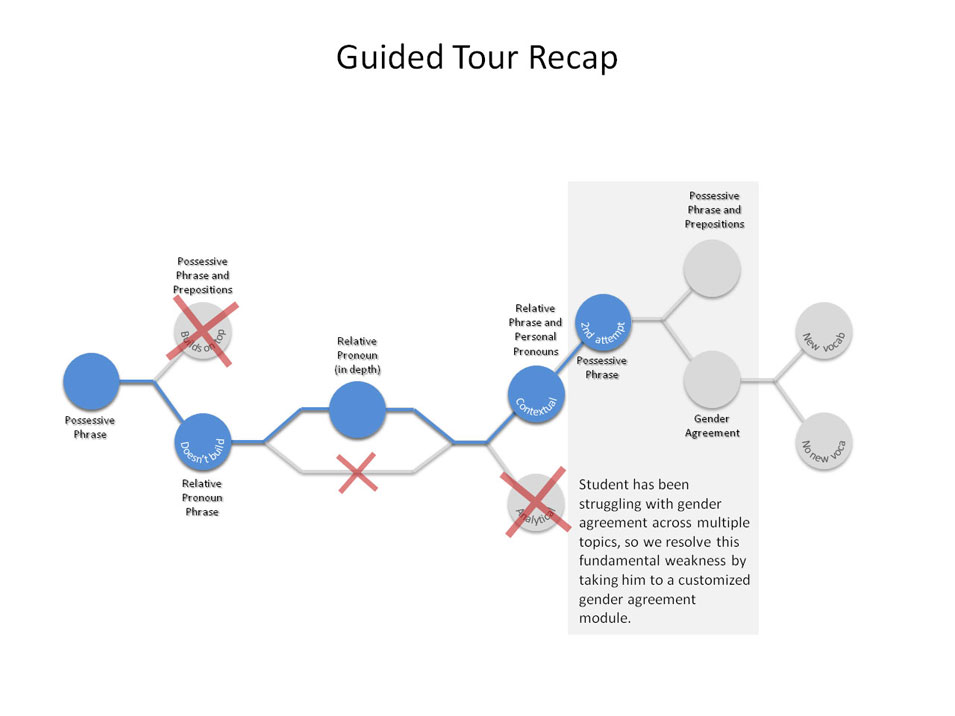 Guided Tour Recap
Possessive
Phrase
Possessive
Phrase and
Prepositions
Builds on top
Doesn't build
Relative
Pronoun
Phrase
Relative
Pronoun
(in depth)
Relative
Phrase and
Personal
Pronouns
Contextual
Analytical
2nd attempt
Possessive
Phrase
Possessive
Phrase and
Prepositions
Gender
Agreement
New vocab
No new voca
Student has been
struggling with gender
agreement across multiple
topics, so we resolve this
fundamental weakness by
taking him to a customized
gender agreement
module.